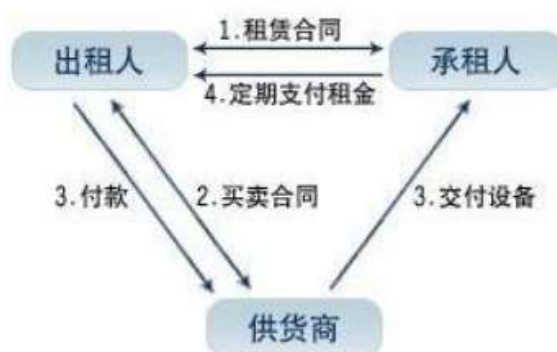 1.租赁合同
出租人
承租人
4.定期支付租金
3.付款
2.买卖合同
3.交付设备
供货商